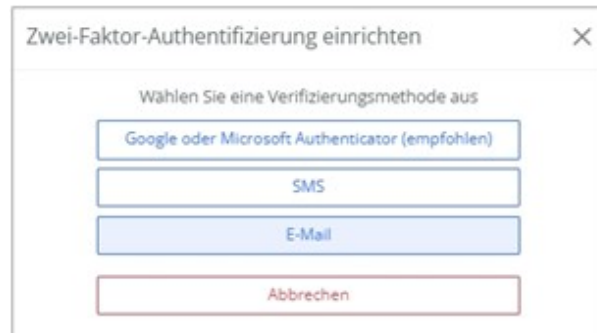 Zwei-Faktor-Authentifizierung einrichten
Wählen Sie eine Verifizierungsmethode aus
Google oder Microsoft Authenticator (empfohlen)
SMS
E-Mail
Abbrechen